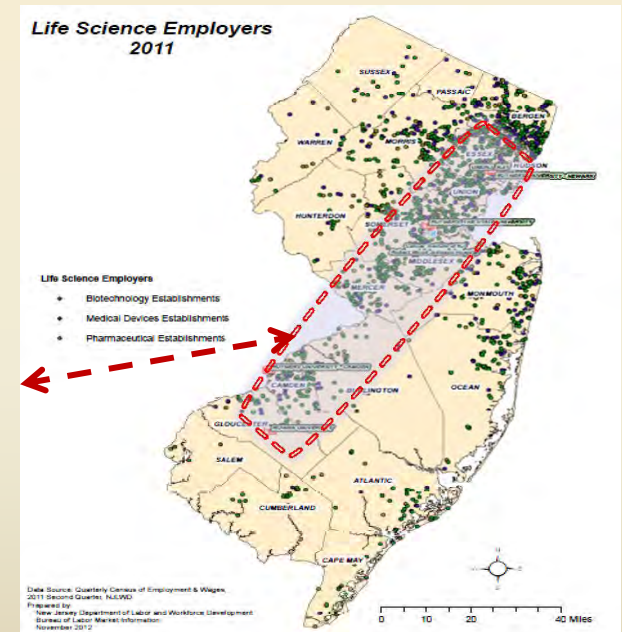 Life Science Employers
2011
SUSSEX
PASSAIC
BERGEN
WARREN
MORRIS
ESSEX
HUDSON
UNION
HUNTERDON
SOMERSET
MIDDLESEX
MERCER
MONMOUTH
Life Science Employers
Biotechnology Establishments
Medical Devices Establishments
Pharmaceutical Establishments
CAMDEN
BURLINGTON
OCEAN
GLOUCESTER
SALEM
ATLANTIC
CUMBERLAND
CAPE MAY
Data Source: Quarterly Census of Employment & Wages,
2011 Second Quarter, NJLWD
Prepared by:
New Jersey Department of Labor and Workforce Development
Bureau of Labor Market Information
November 2012
0 10 20 40 Miles